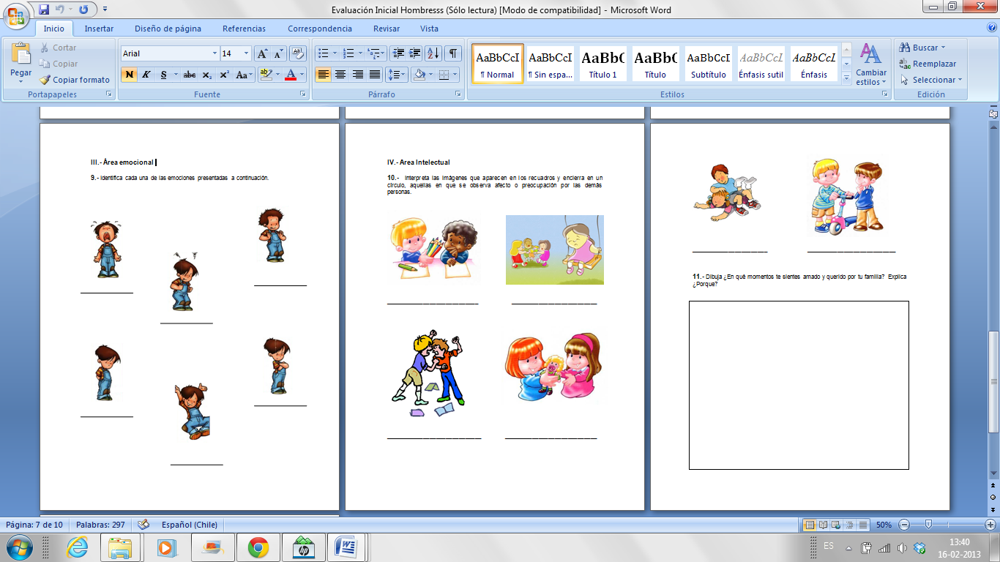 Evaluación Inicial Hombresss (Sólo lectura) [Modo de compatibilidad] - Microsoft Word
Inicio Insertar Diseño de página Referencias Correspondencia Revisar Vista
Pegar
Cortar
Copiar
Copiar formato
Portapapeles
Arial 14
N K S abc x₂ x² Aa
Fuente
Párrafo
AaBbCcI AaBbCcI AaBbC AaBbC AaBbCcI AaBbCcI AaBbCcL
¶ Normal ¶ Sin espa... Título 1 Título Subtítulo Énfasis sutil Énfasis
Cambiar estilos
Estilos
Buscar
Reemplazar
Seleccionar
Edición
III.- Área emocional
9.- Identifica cada una de las emociones presentadas a continuación.
IV.- Area Intelectual
10.- Interpreta las imágenes que aparecen en los recuadros y encierra en un
círculo, aquellas en que se observa afecto o preocupación por las demás
personas.
11.- Dibuja ¿En qué momentos te sientes amado y querido por tu familia? Explica
¿Porque?
Página: 7 de 10 Palabras: 297 Español (Chile) 50%
ES 13:40
16-02-2013